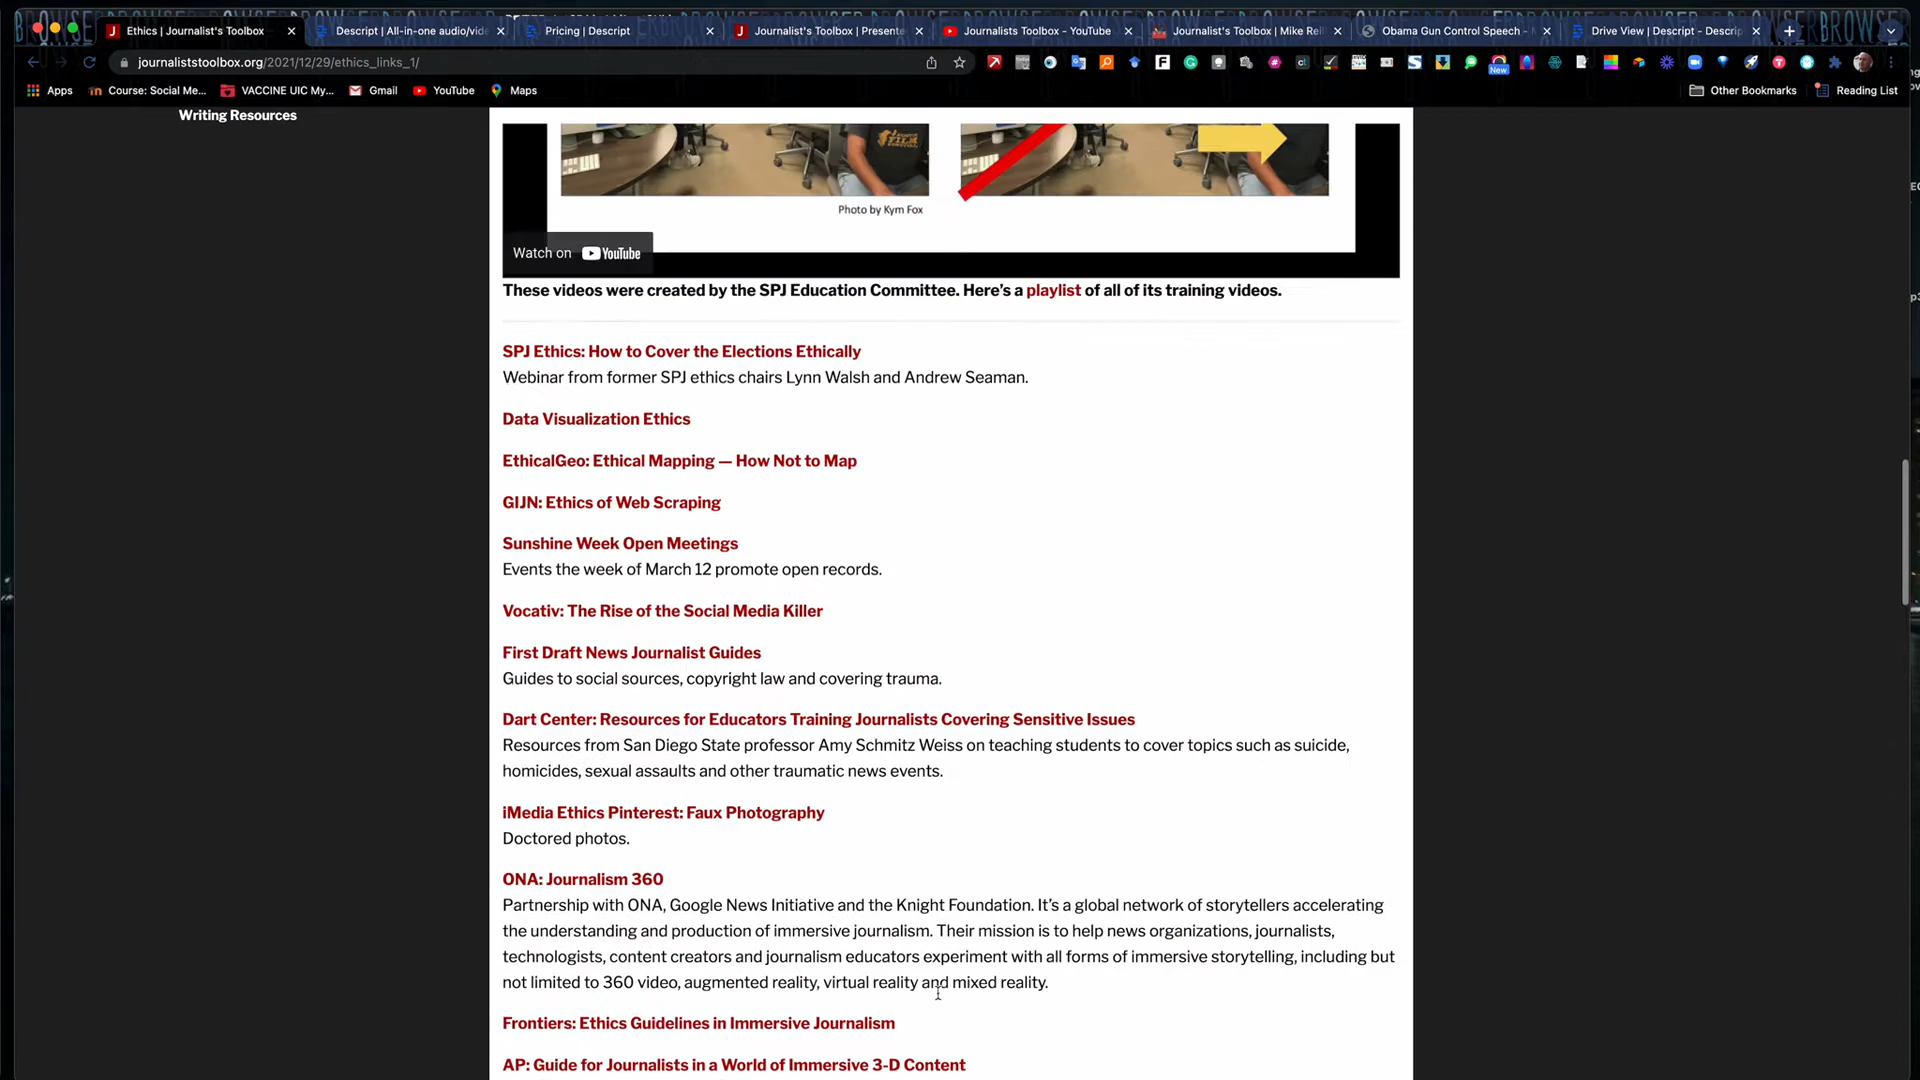 Ethics | Journalist's Toolbox
Descript | All-in-one audio/vide
Pricing | Descript
Journalist's Toolbox | Presente
Journalists Toolbox - YouTube
Journalist's Toolbox | Mike Reil
Obama Gun Control Speech -
Drive View | Descript - Descrip
journaliststoolbox.org/2021/12/29/ethics_links_1/
Apps
Course: Social Me...
VACCINE UIC My...
Gmail
YouTube
Maps
Other Bookmarks
Reading List
New
Writing Resources
Photo by Kym Fox
Watch on YouTube
These videos were created by the SPJ Education Committee. Here's a playlist of all of its training videos.
SPJ Ethics: How to Cover the Elections Ethically
Webinar from former SPJ ethics chairs Lynn Walsh and Andrew Seaman.
Data Visualization Ethics
EthicalGeo: Ethical Mapping — How Not to Map
GIJN: Ethics of Web Scraping
Sunshine Week Open Meetings
Events the week of March 12 promote open records.
Vocativ: The Rise of the Social Media Killer
First Draft News Journalist Guides
Guides to social sources, copyright law and covering trauma.
Dart Center: Resources for Educators Training Journalists Covering Sensitive Issues
Resources from San Diego State professor Amy Schmitz Weiss on teaching students to cover topics such as suicide,
homicides, sexual assaults and other traumatic news events.
iMedia Ethics Pinterest: Faux Photography
Doctored photos.
ONA: Journalism 360
Partnership with ONA, Google News Initiative and the Knight Foundation. It's a global network of storytellers accelerating
the understanding and production of immersive journalism. Their mission is to help news organizations, journalists,
technologists, content creators and journalism educators experiment with all forms of immersive storytelling, including but
not limited to 360 video, augmented reality, virtual reality and mixed reality.
Frontiers: Ethics Guidelines in Immersive Journalism
AP: Guide for Journalists in a World of Immersive 3-D Content